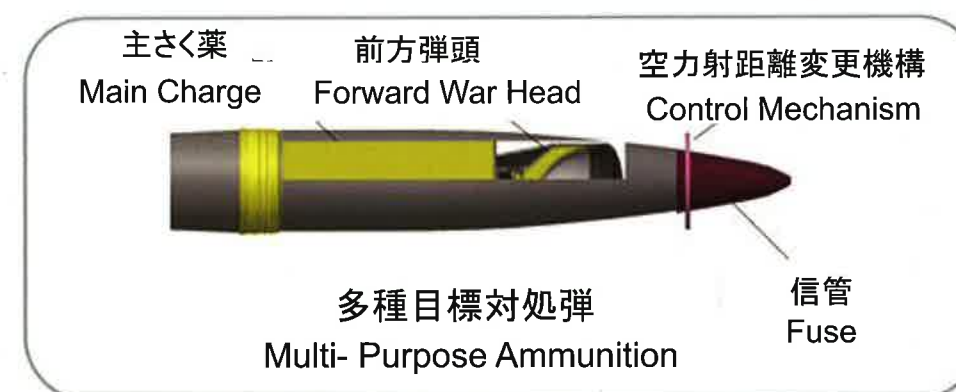 主さく薬
Main Charge
前方弾頭
Forward War Head
空力射距離変更機構
Control Mechanism
信管
Fuse
多種目標対処弾
Multi- Purpose Ammunition